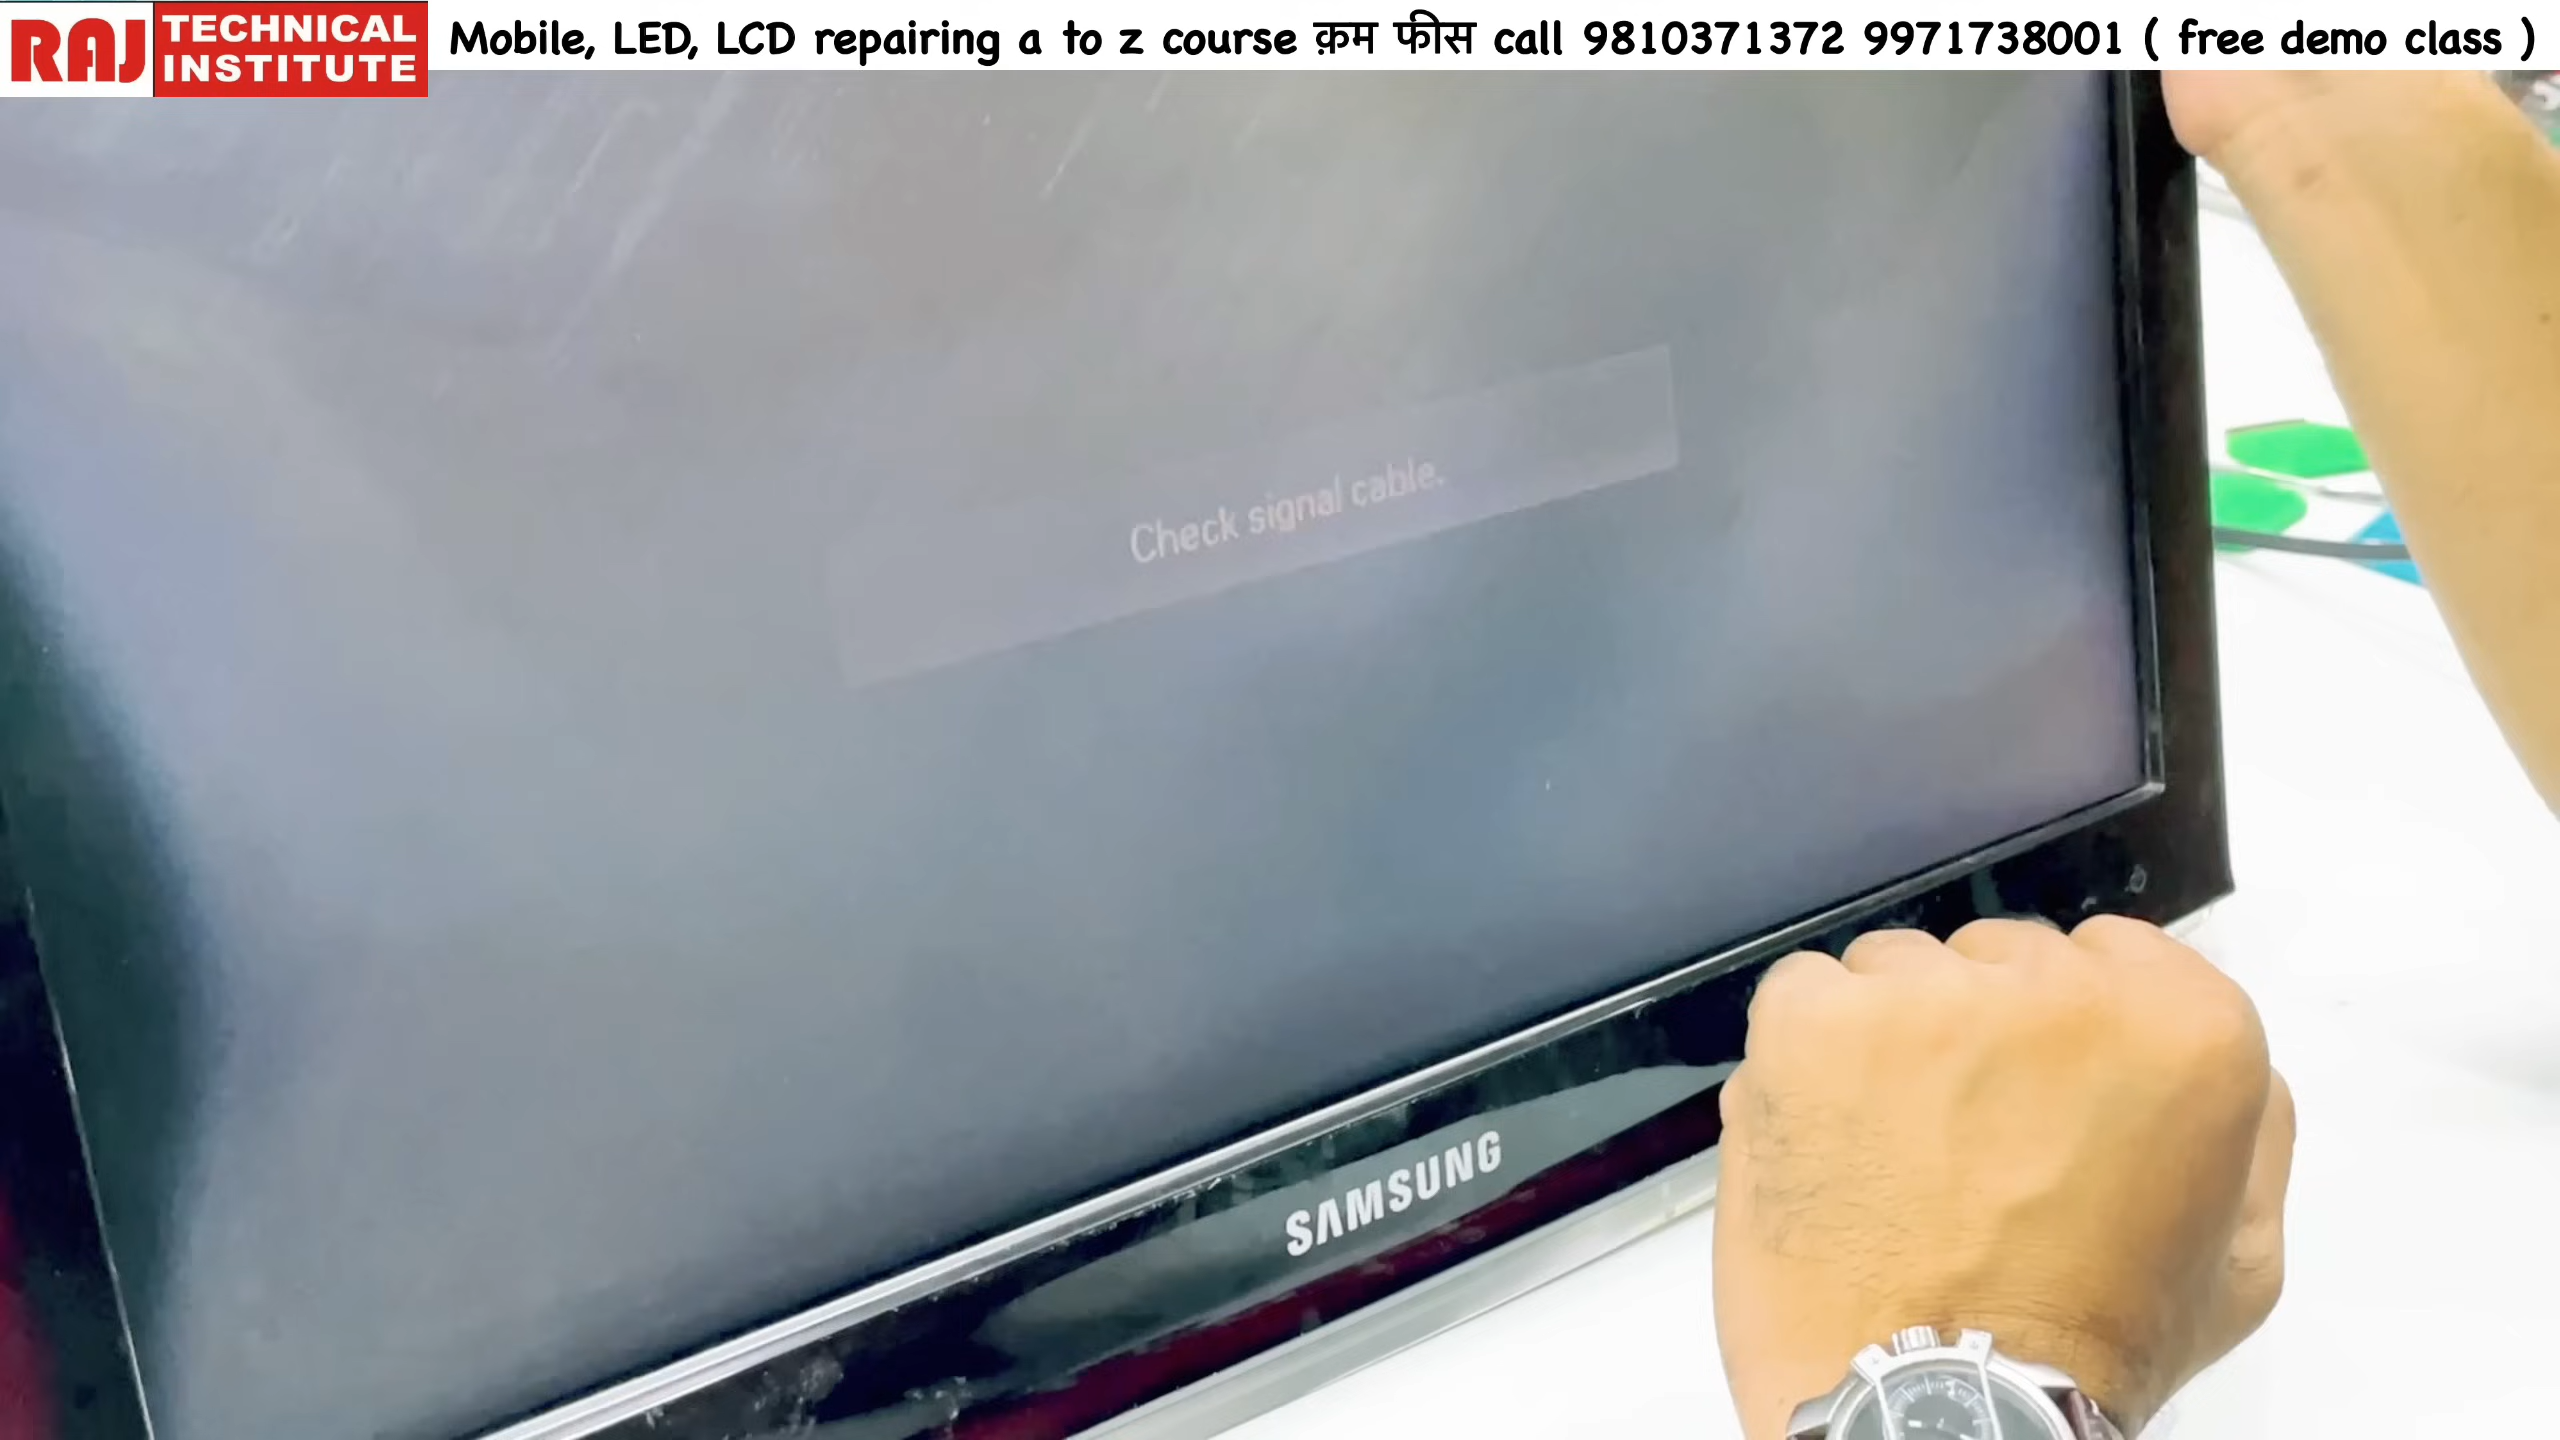 RAJ
TECHNICAL
INSTITUTE
Mobile, LED, LCD repairing a to z course क़म फीस call 9810371372 9971738001 ( free demo class )
Check signal cable.
SAMSUNG